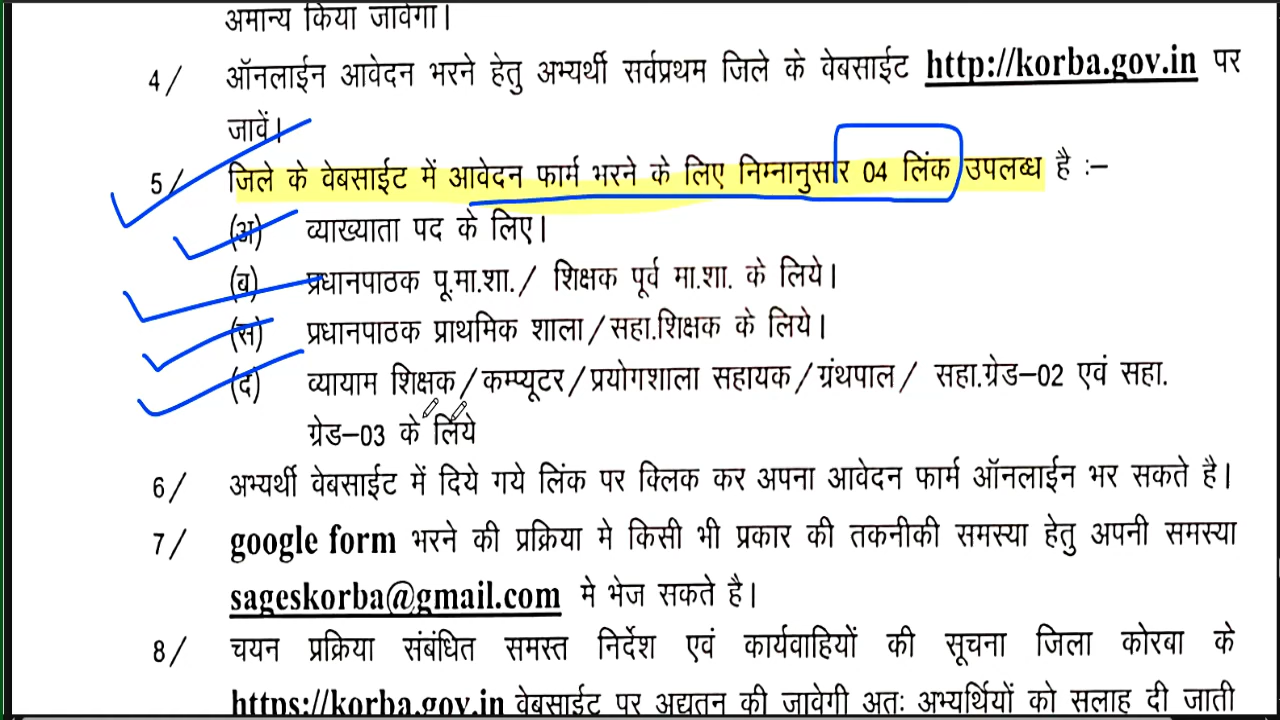 अमान्य किया जावेगा।
4/ ऑनलाईन आवेदन भरने हेतु अभ्यर्थी सर्वप्रथम जिले के वेबसाईट http://korba.gov.in पर
जावें।
5/ जिले के वेबसाईट में आवेदन फार्म भरने के लिए निम्नानुसार 04 लिंक उपलब्ध है :–
(अ) व्याख्याता पद के लिए।
(ब) प्रधानपाठक पू.मा.शा./ शिक्षक पूर्व मा.शा. के लिये।
(स) प्रधानपाठक प्राथमिक शाला/सहा.शिक्षक के लिये।
(द) व्यायाम शिक्षक/कम्प्यूटर/प्रयोगशाला सहायक/ग्रंथपाल/ सहा.ग्रेड–02 एवं सहा.
ग्रेड–03 के लिये
6/ अभ्यर्थी वेबसाईट में दिये गये लिंक पर क्लिक कर अपना आवेदन फार्म ऑनलाईन भर सकते है।
7/ google form भरने की प्रक्रिया मे किसी भी प्रकार की तकनीकी समस्या हेतु अपनी समस्या
sageskorba@gmail.com मे भेज सकते है।
8/ चयन प्रक्रिया संबंधित समस्त निर्देश एवं कार्यवाहियों की सूचना जिला कोरबा के
https://korba.gov.in वेबसाईट पर अद्यतन की जावेगी अतः अभ्यर्थियों को सलाह दी जाती